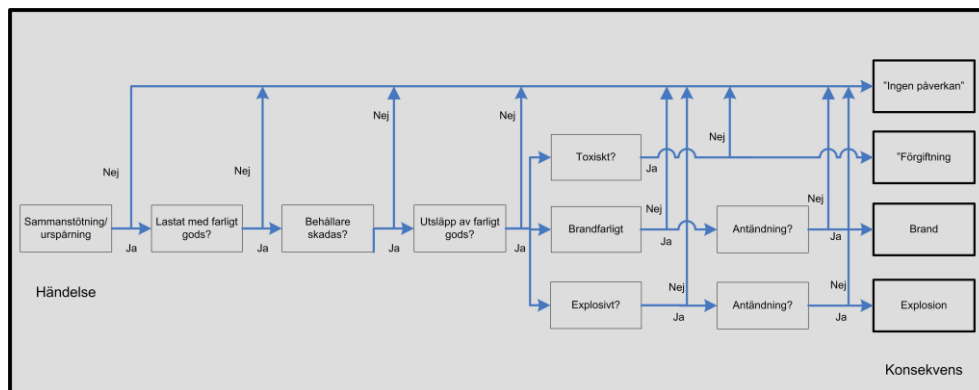 "Ingen påverkan"
Nej
Nej
Nej
Nej
Nej
Toxiskt?
Ja
"Förgiftning
Nej
Nej
Sammanstötning/
urspårning
Ja
Lastat med farligt
gods?
Ja
Behållare
skadas?
Ja
Utsläpp av farligt
gods?
Ja
Brandfarligt
Ja
Antändning?
Ja
Brand
Nej
Nej
Händelse
Explosivt?
Ja
Antändning?
Ja
Explosion
Konsekvens